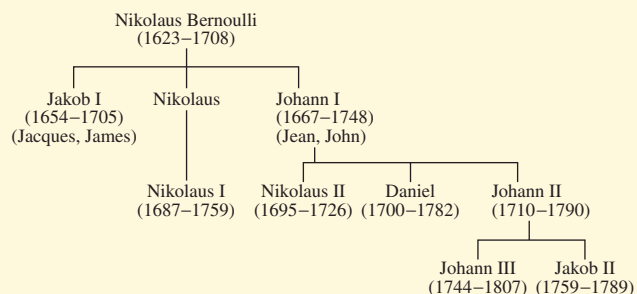 Nikolaus Bernoulli
(1623–1708)
Jakob I
(1654–1705)
(Jacques, James)
Nikolaus
Johann I
(1667–1748)
(Jean, John)
Nikolaus I
(1687–1759)
Nikolaus II
(1695–1726)
Daniel
(1700–1782)
Johann II
(1710–1790)
Johann III
(1744–1807)
Jakob II
(1759–1789)